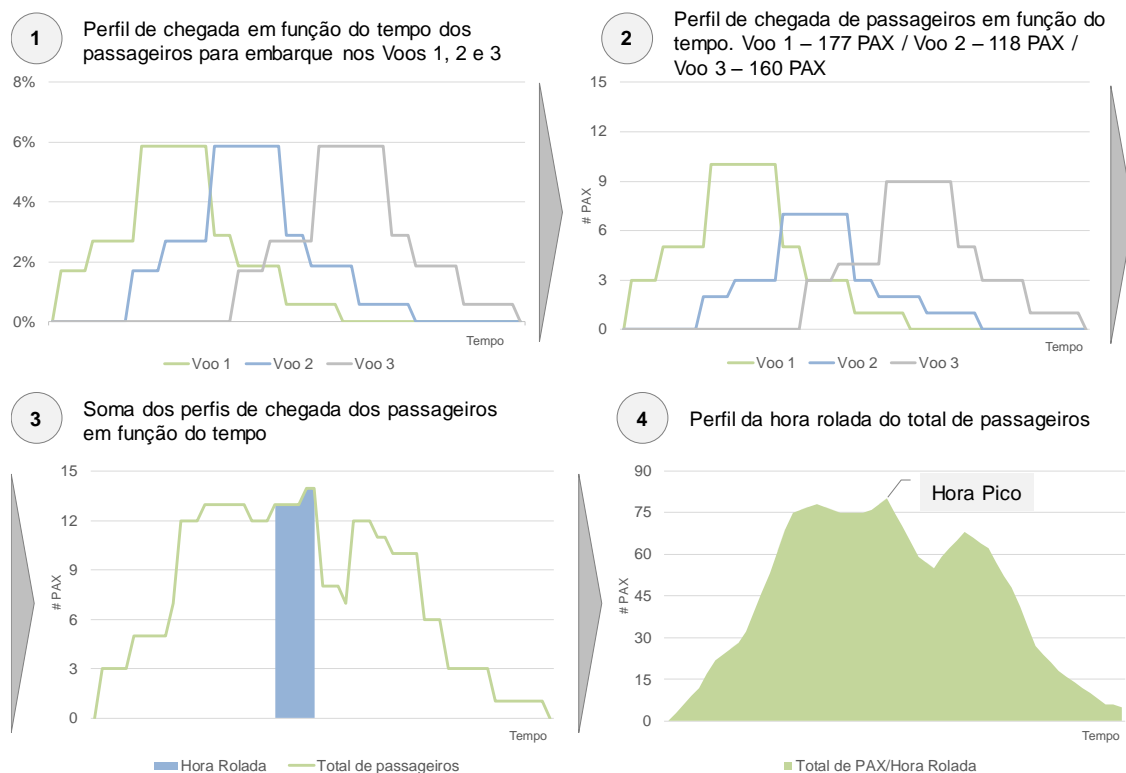 1
Perfil de chegada em função do tempo dos
passageiros para embarque nos Voos 1, 2 e 3
8%
6%
4%
2%
0%
Tempo
Voo 1
Voo 2
Voo 3
2
Perfil de chegada de passageiros em função do
tempo. Voo 1 – 177 PAX / Voo 2 – 118 PAX /
Voo 3 – 160 PAX
15
12
9
6
3
0
# PAX
Tempo
Voo 1
Voo 2
Voo 3
3
Soma dos perfis de chegada dos passageiros
em função do tempo
15
12
9
6
3
0
# PAX
Tempo
Hora Rolada
Total de passageiros
4
Perfil da hora rolada do total de passageiros
90
75
60
45
30
15
0
# PAX
Hora Pico
Tempo
Total de PAX/Hora Rolada